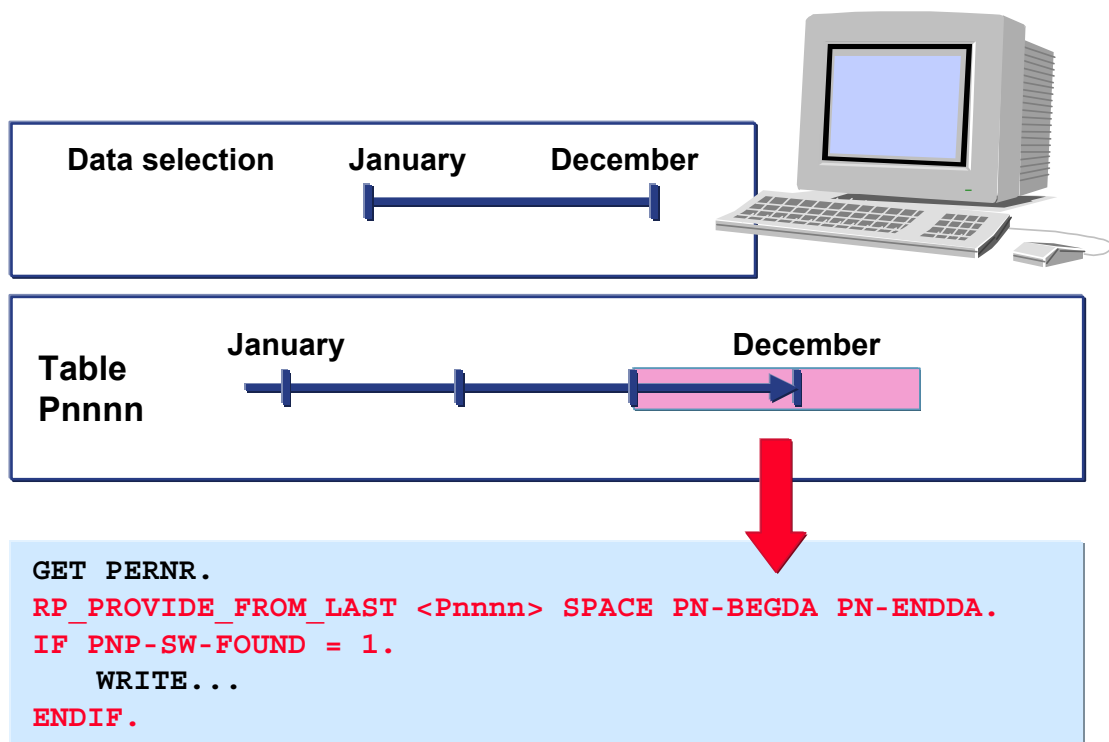 Data selection January December
January December
Table
Pnnnn
GET PERNR.
RP_PROVIDE_FROM_LAST <Pnnnn> SPACE PN-BEGDA PN-ENDDA.
IF PNP-SW-FOUND = 1.
WRITE...
ENDIF.